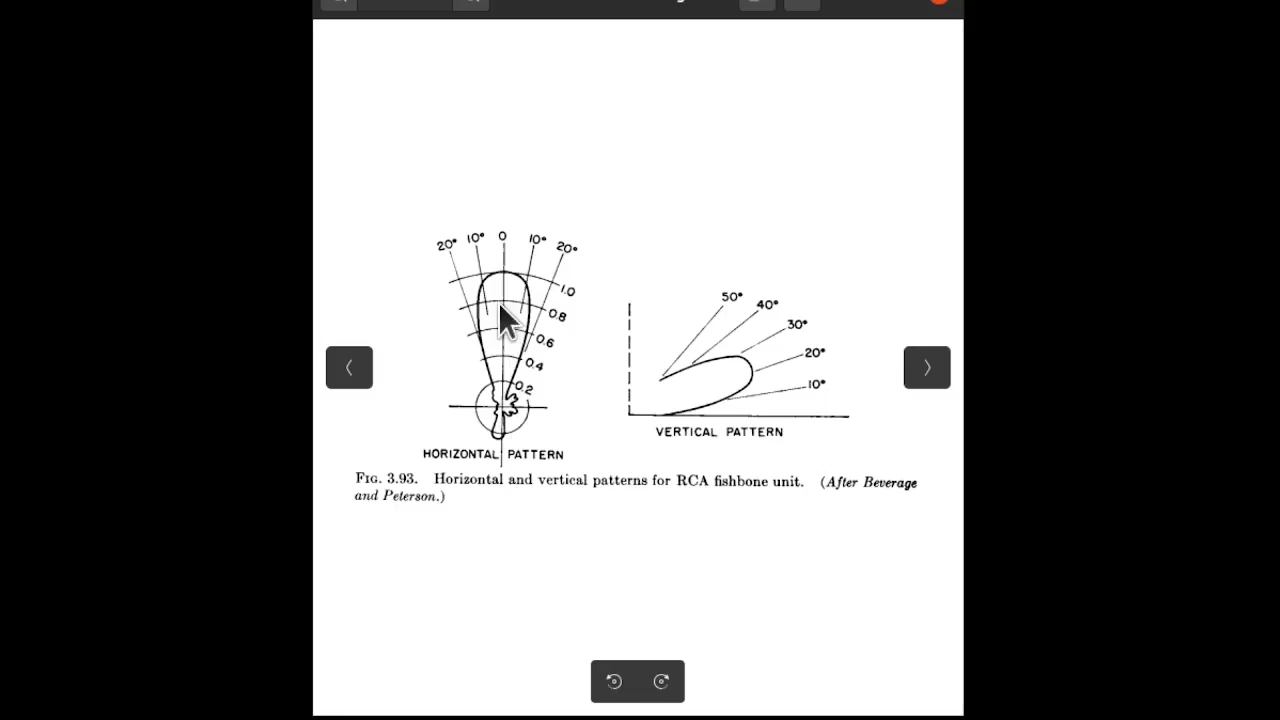 20° 10° 0 10° 20°
1.0
0.8
0.6
0.4
0.2
HORIZONTAL PATTERN
50° 40°
30°
20°
10°
VERTICAL PATTERN
FIG. 3.93. Horizontal and vertical patterns for RCA fishbone unit. (After Beverage
and Peterson.)